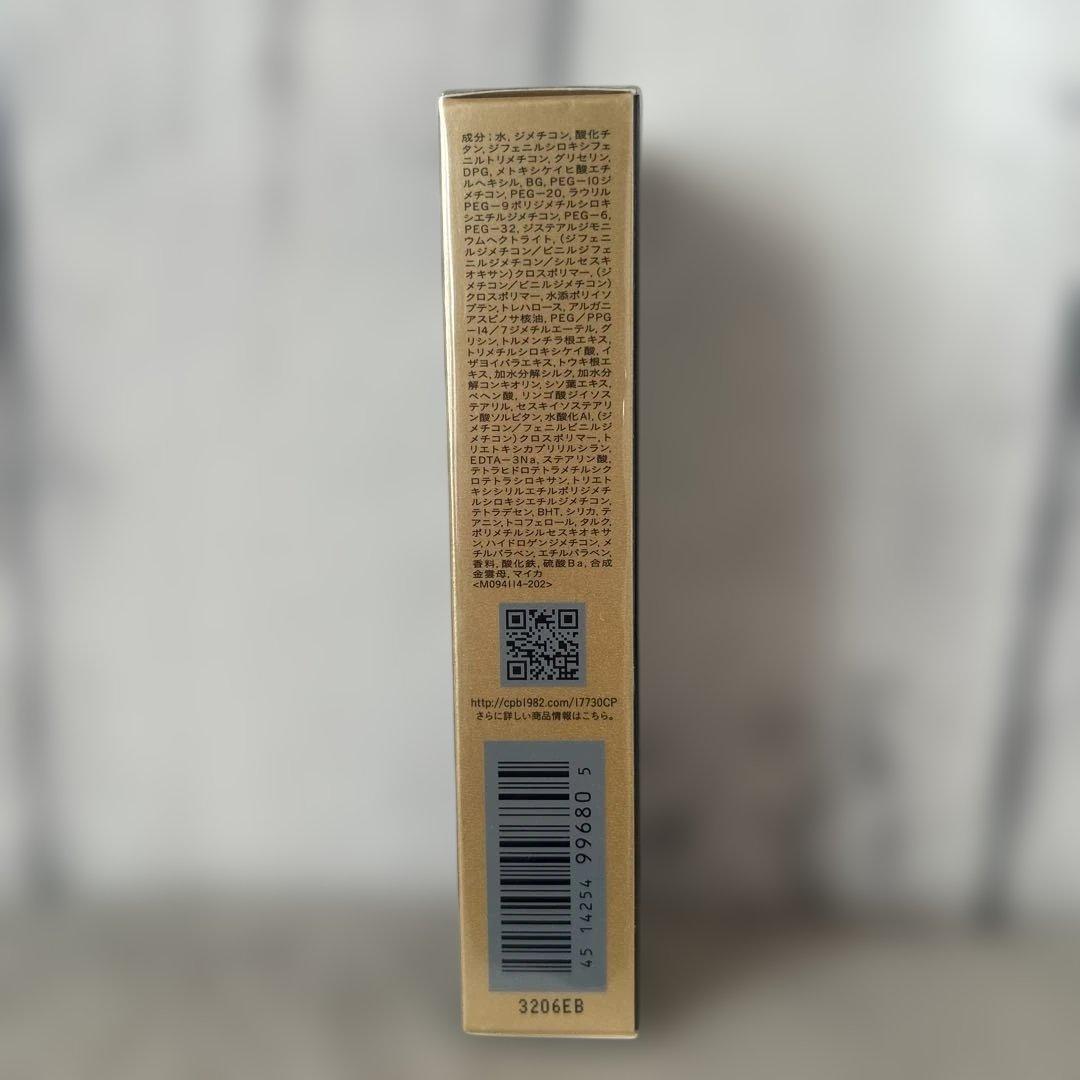 成分:水, ジメチコン, 酸化チ
タン, ジフェニルシロキシフェ
ニルトリメチコン, グリセリン,
DPG, メトキシケイヒ酸エチ
ルヘキシル, BG, PEG-10ジ
メチコン, PEG-20, ラウリル
PEG-9ポリジメチルシロキ
シエチルジメチコン, PEG-6,
PEG-32, ジステアルジモニ
ウムヘクトライト, (ジフェニ
ルジメチコン/ビニルジフェ
ニルジメチコン/シルセスキ
オキサン)クロスポリマー, (ジ
メチコン/ビニルジメチコン)
クロスポリマー, 水添ポリイソ
ブテン, トレハロース, アルガニ
アスピノサ核油, PEG/PPG
-14/7ジメチルエーテル, グ
リシン, トルメンチラ根エキス,
トリメチルシロキシケイ酸, イ
ザヨイバラエキス, トウキ根エ
キス, 加水分解シルク, 加水分
解コンキオリン, シソ葉エキス,
ベヘン酸, リンゴ酸ジイソス
テアリル, セスキイソステアリ
ン酸ソルビタン, 水酸化Al, (ジ
メチコン/フェニルビニルジ
メチコン)クロスポリマー, ト
リエトキシカプリリルシラン,
EDTA-3Na, ステアリン酸,
テトラヒドロテトラメチルシク
ロテトラシロキサン, トリエト
キシシリルエチルポリジメチ
ルシロキシエチルジメチコン,
テトラデセン, BHT, シリカ, テ
アニン, トコフェロール, タルク,
ポリメチルシルセスキオキサ
ン, ハイドロゲンジメチコン, メ
チルパラベン, エチルパラベン,
香料, 酸化鉄, 硫酸Ba, 合成
金雲母, マイカ
<M094114-202>
http://cpb1982.com/17730CP
さらに詳しい商品情報はこちら。
45 14254 99680 5
3206EB